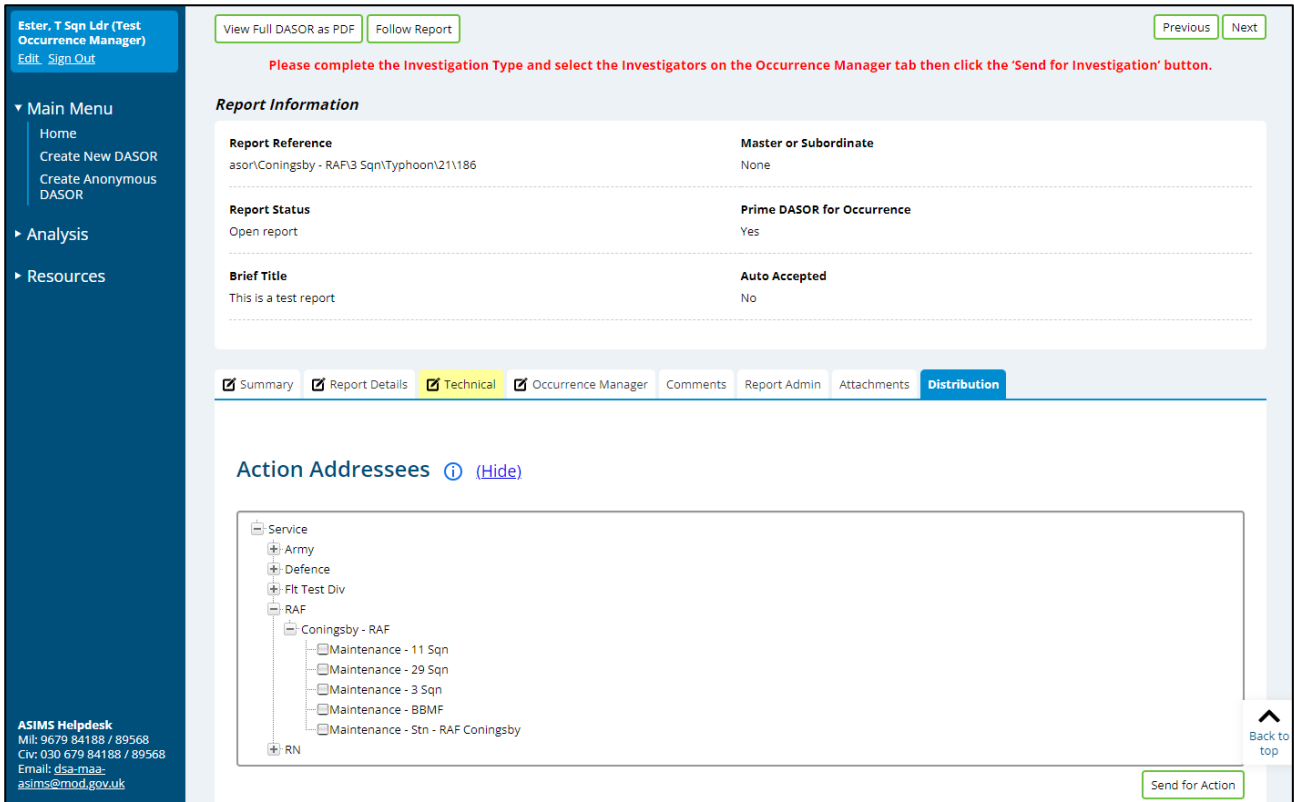 Ester, T Sqn Ldr (Test
Occurrence Manager)
Edit Sign Out
Main Menu
Home
Create New DASOR
Create Anonymous
DASOR
Analysis
Resources
ASIMS Helpdesk
Mil: 9679 84188 / 89568
Civ: 030 679 84188 / 89568
Email: dsa-maa-
asims@mod.gov.uk
View Full DASOR as PDF Follow Report Previous Next
Please complete the Investigation Type and select the Investigators on the Occurrence Manager tab then click the 'Send for Investigation' button.
Report Information
Report Reference Master or Subordinate
asor\Coningsby - RAF\3 Sqn\Typhoon\21\186 None
Report Status Prime DASOR for Occurrence
Open report Yes
Brief Title Auto Accepted
This is a test report No
Summary Report Details Technical Occurrence Manager Comments Report Admin Attachments Distribution
Action Addressees (Hide)
Service
Army
Defence
Flt Test Div
RAF
Coningsby - RAF
Maintenance - 11 Sqn
Maintenance - 29 Sqn
Maintenance - 3 Sqn
Maintenance - BBMF
Maintenance - Stn - RAF Coningsby
RN
Back to
top
Send for Action